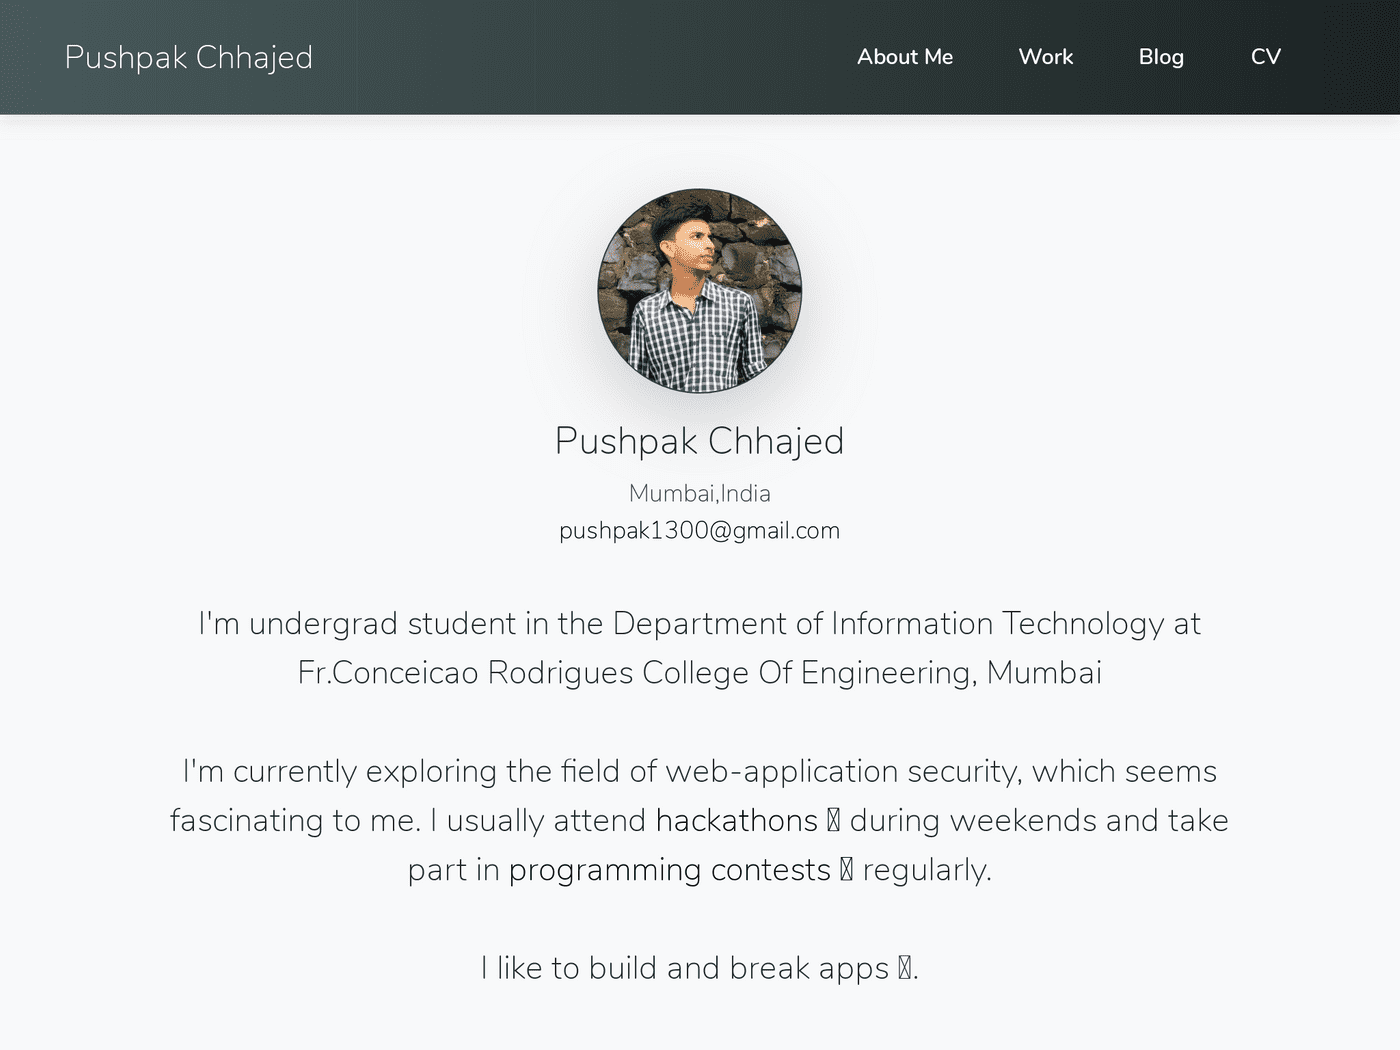 Pushpak Chhajed
About Me Work Blog CV
Pushpak Chhajed
Mumbai,India
pushpak1300@gmail.com
I'm undergrad student in the Department of Information Technology at
Fr.Conceicao Rodrigues College Of Engineering, Mumbai
I'm currently exploring the field of web-application security, which seems
fascinating to me. I usually attend hackathons during weekends and take
part in programming contests regularly.
I like to build and break apps .